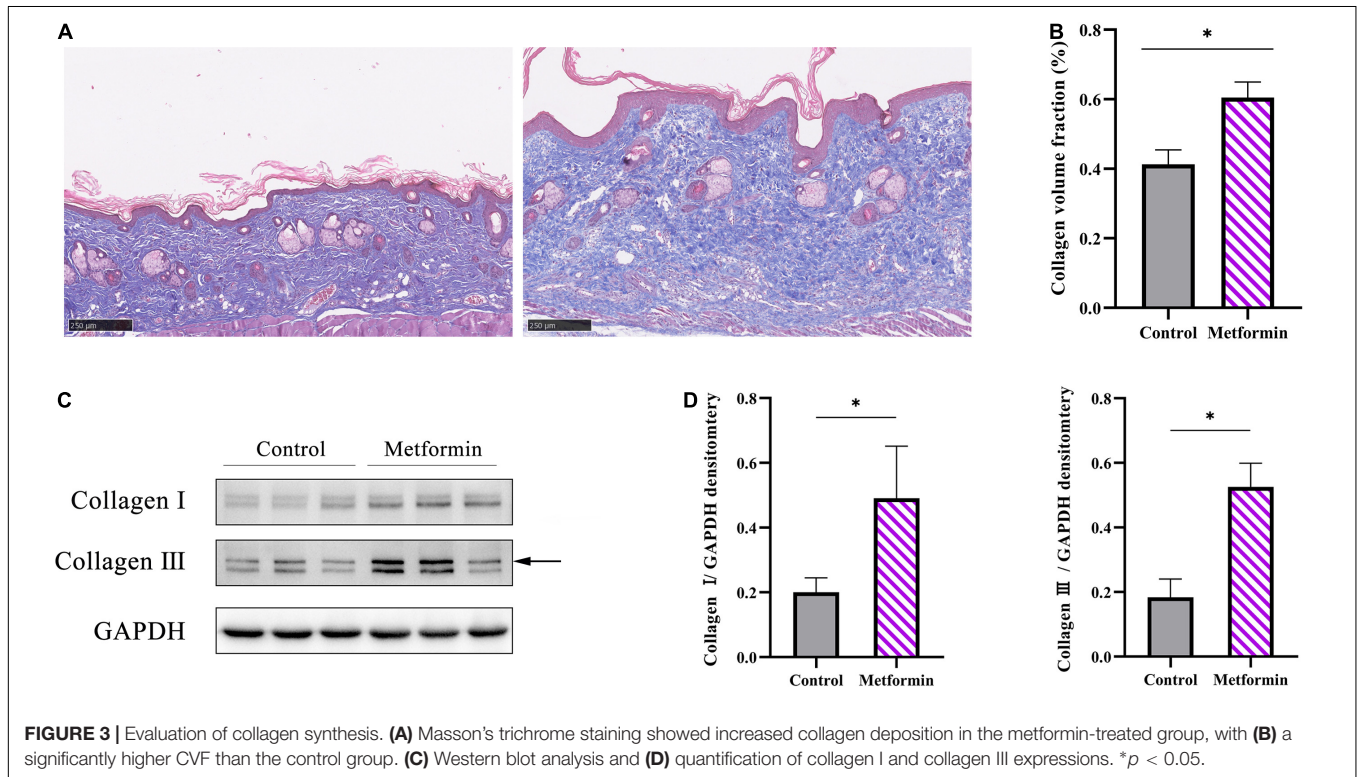 A
250 µm
250 µm
B
Collagen volume fraction (%)
0.8
0.6
0.4
0.2
0.0
*
Control
Metformin
C
Control
Metformin
Collagen I
Collagen III
GAPDH
D
Collagen I/ GAPDH densitomtery
0.8
0.6
0.4
0.2
0.0
*
Control
Metformin
Collagen III / GAPDH densitomtery
0.8
0.6
0.4
0.2
0.0
*
Control
Metformin
FIGURE 3 | Evaluation of collagen synthesis. (A) Masson’s trichrome staining showed increased collagen deposition in the metformin-treated group, with (B) a
significantly higher CVF than the control group. (C) Western blot analysis and (D) quantification of collagen I and collagen III expressions. *p < 0.05.